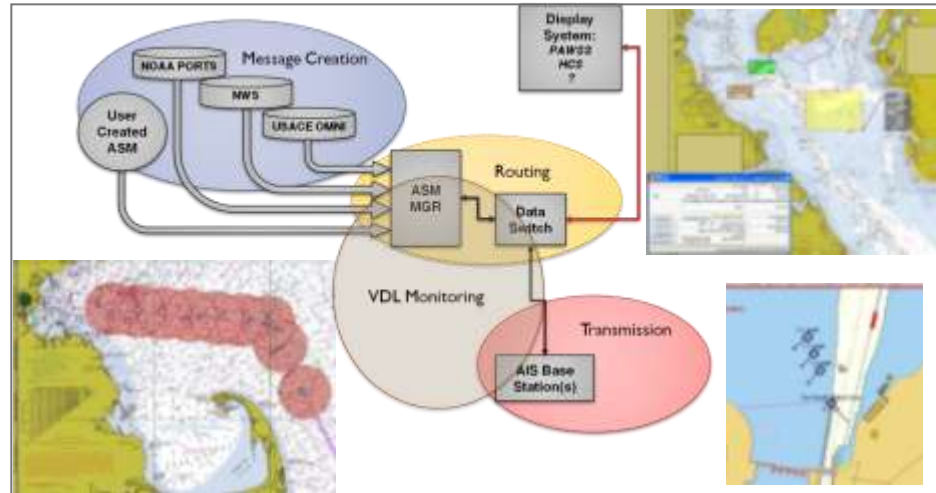 Message Creation
NOAA PORTS
NWS
USACE OMNI
User
Created
ASM
Display
System:
PAWSS
HCS
?
Routing
ASM
MGR
Data
Switch
VDL Monitoring
Transmission
AIS Base
Station(s)